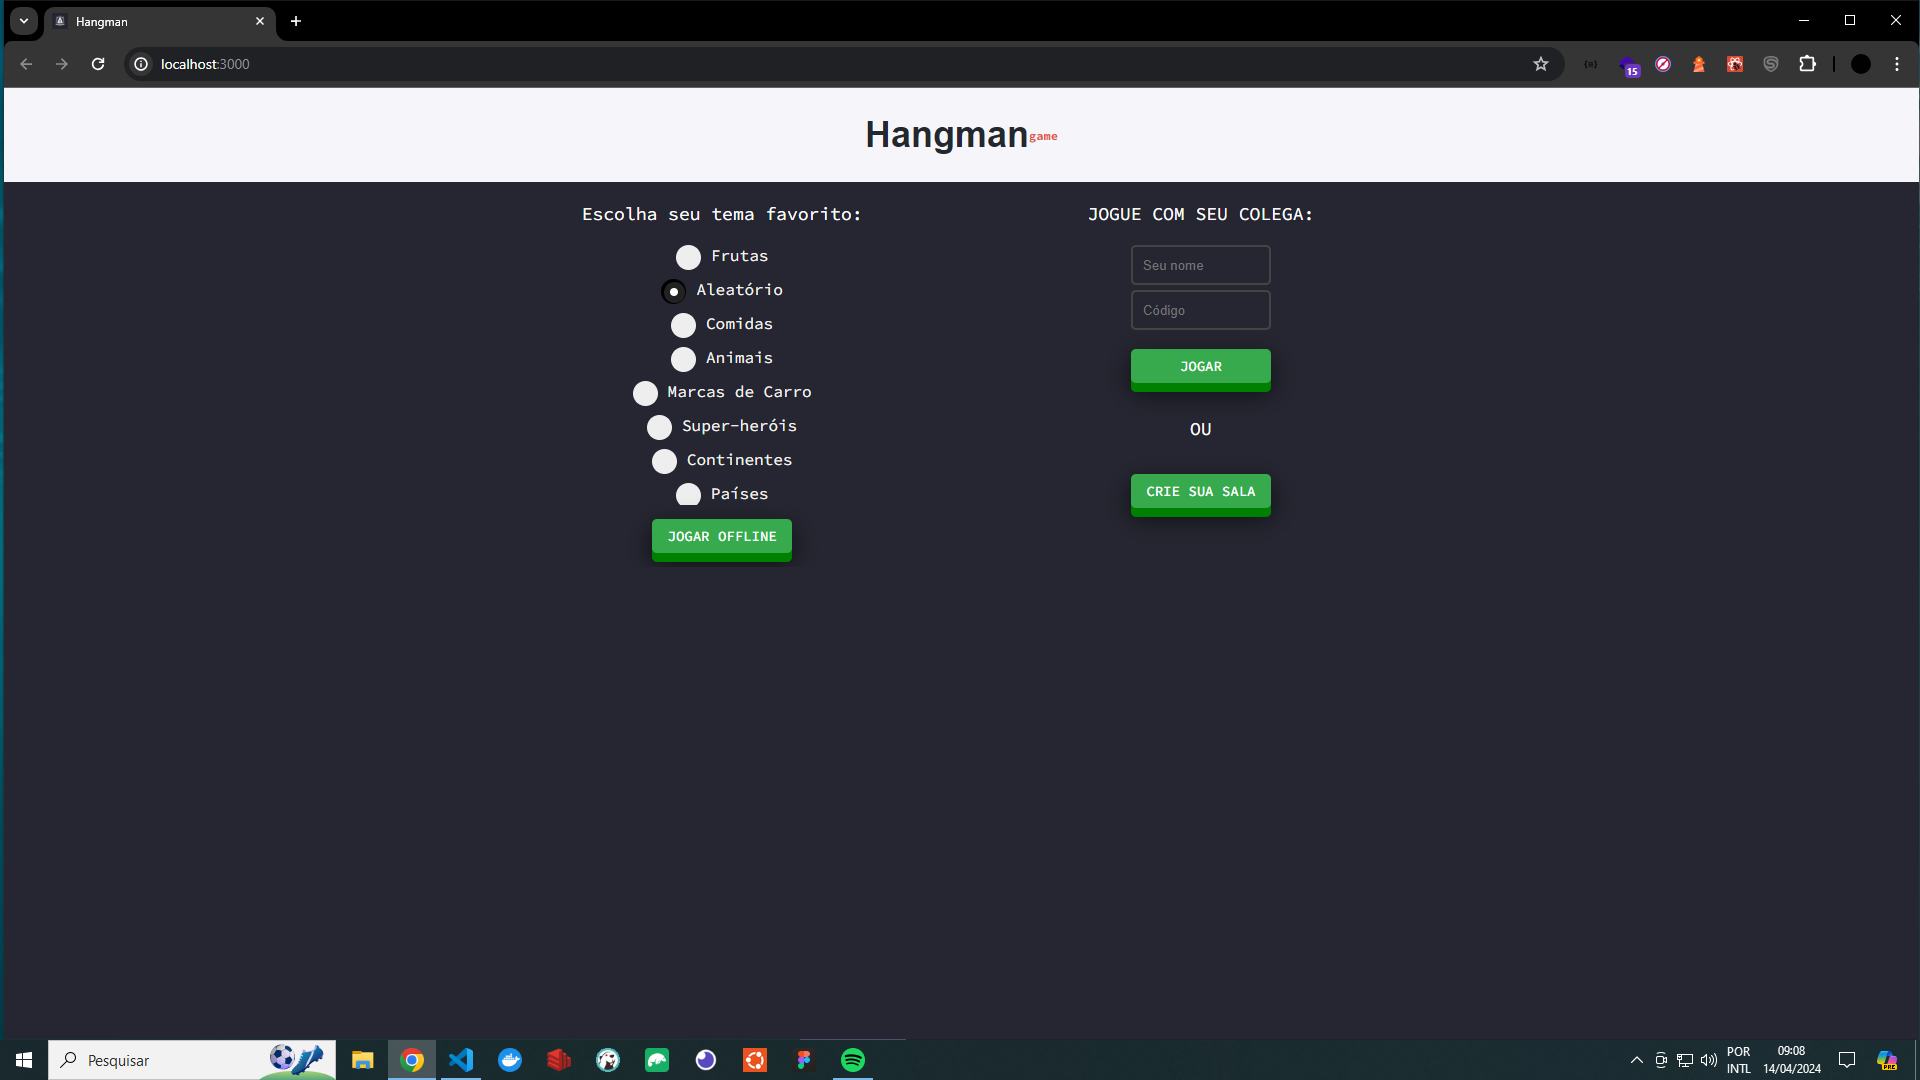 Hangman
localhost:3000
15
Hangman game
Escolha seu tema favorito:
Frutas
Aleatório
Comidas
Animais
Marcas de Carro
Super-heróis
Continentes
Países
JOGAR OFFLINE
JOGUE COM SEU COLEGA:
Seu nome
Código
JOGAR
OU
CRIE SUA SALA
Pesquisar
POR
INTL
09:08
14/04/2024
PRE